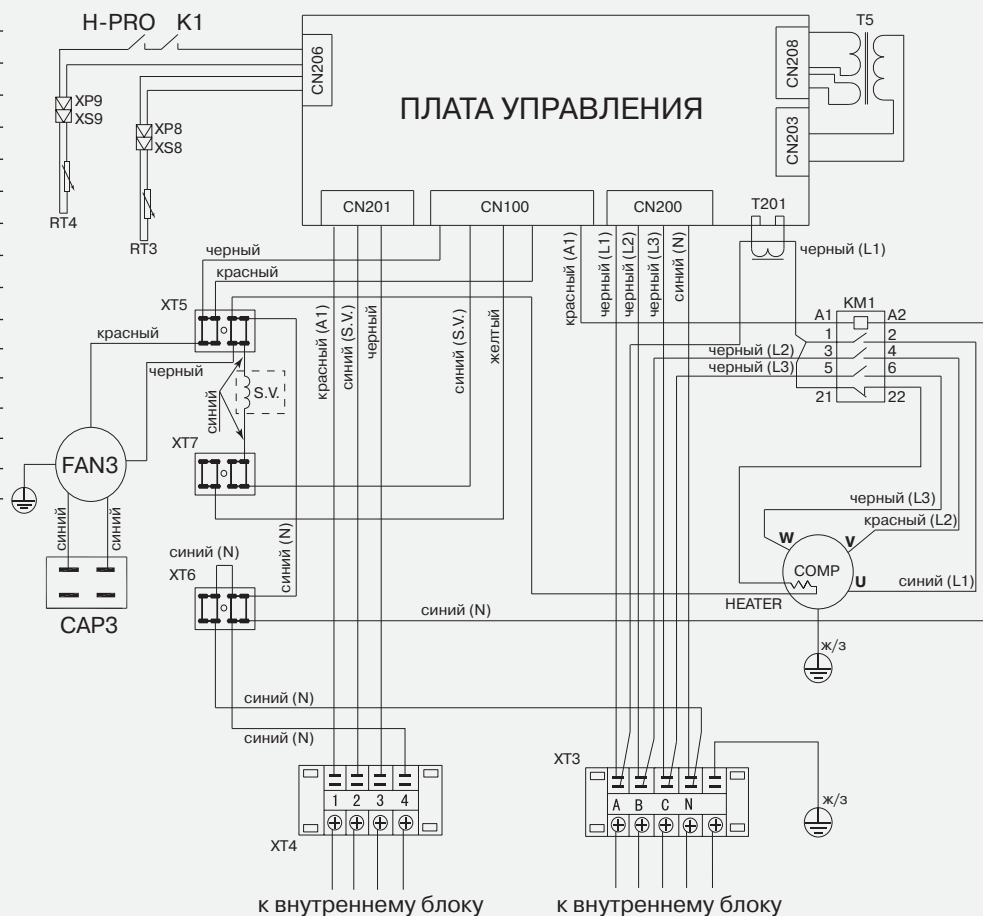 H-PRO K1
T5
CN206
CN208
ПЛАТА УПРАВЛЕНИЯ
XP9
XS9
XP8
XS8
CN203
RT4
RT3
CN201
CN100
CN200
T201
черный
красный
черный (L1)
красный (A1)
синий (S.V.)
черный
синий (S.V.)
желтый
красный (A1)
черный (L1)
черный (L2)
черный (L3)
синий (N)
XT5
KM1
A1
A2
1
2
3
4
5
6
21
22
красный
черный
черный (L2)
черный (L3)
S.V.
синий
XT7
FAN3
синий
синий
CAP3
синий (N)
синий (N)
XT6
синий (N)
черный (L3)
красный (L2)
W
V
COMP
U
синий (L1)
HEATER
ж/з
синий (N)
синий (N)
XT3
A
B
C
N
ж/з
1
2
3
4
XT4
к внутреннему блоку
к внутреннему блоку